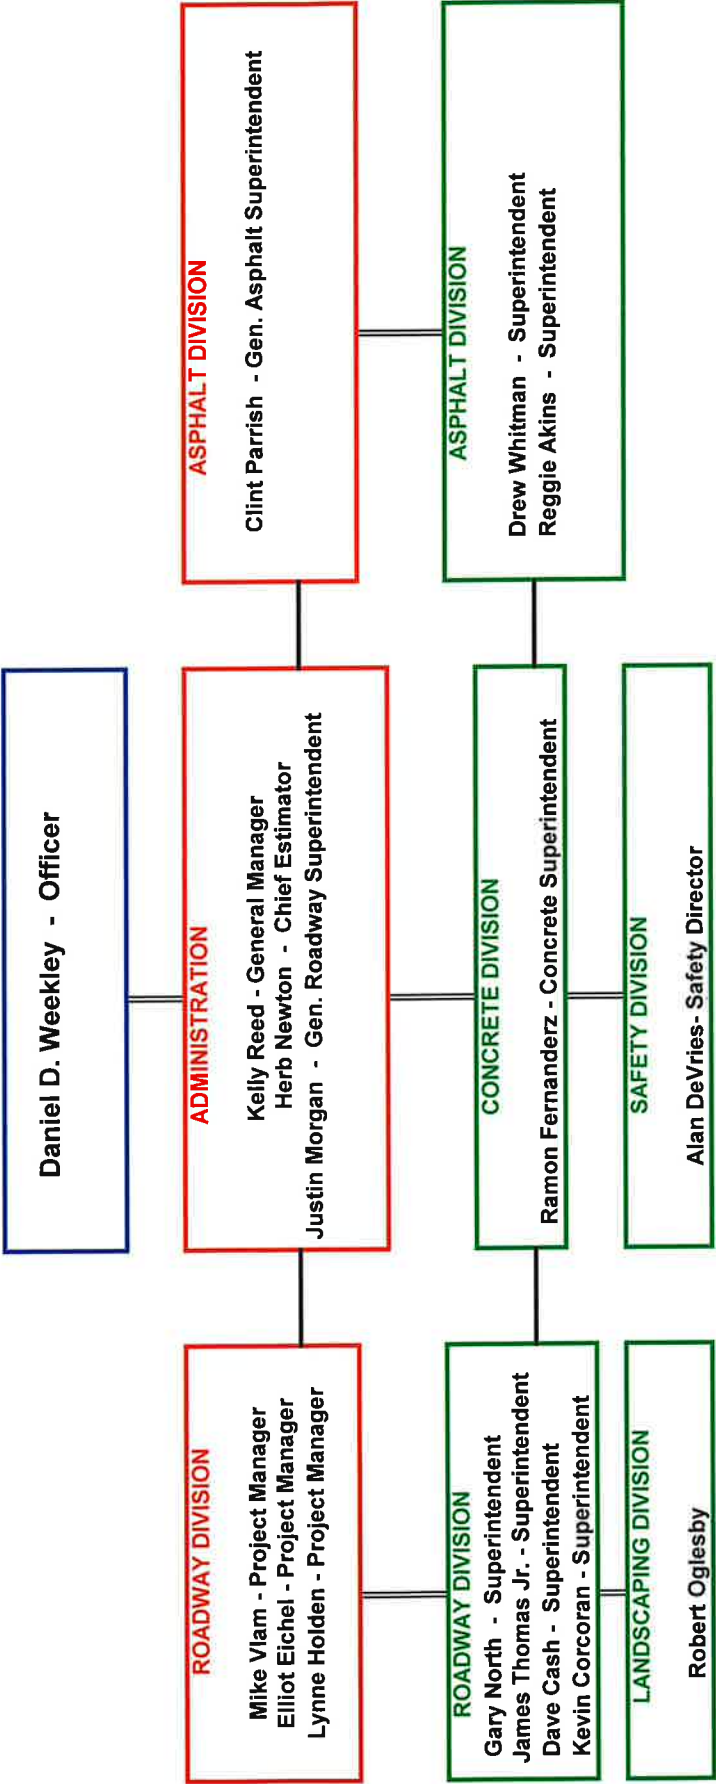 Daniel D. Weekley - Officer
ROADWAY DIVISION
Mike Vlam - Project Manager
Elliot Eichel - Project Manager
Lynne Holden - Project Manager
ADMINISTRATION
Kelly Reed - General Manager
Herb Newton - Chief Estimator
Justin Morgan - Gen. Roadway Superintendent
ASPHALT DIVISION
Clint Parrish - Gen. Asphalt Superintendent
ROADWAY DIVISION
Gary North - Superintendent
James Thomas Jr. - Superintendent
Dave Cash - Superintendent
Kevin Corcoran - Superintendent
CONCRETE DIVISION
Ramon Fernanderz - Concrete Superintendent
ASPHALT DIVISION
Drew Whitman - Superintendent
Reggie Akins - Superintendent
LANDSCAPING DIVISION
Robert Oglesby
SAFETY DIVISION
Alan DeVries- Safety Director